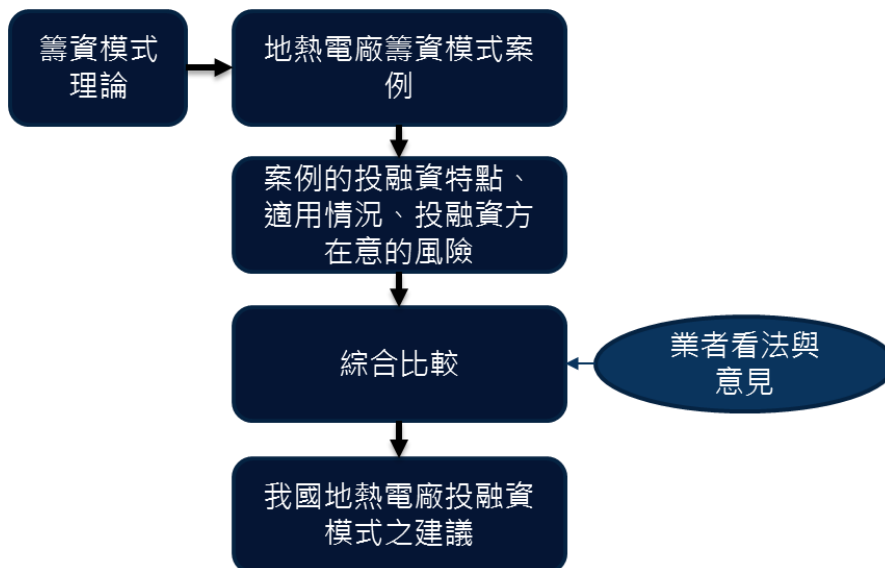 籌資模式
理論
地熱電廠籌資模式案
例
案例的投融資特點、
適用情況、投融資方
在意的風險
綜合比較
業者看法與
意見
我國地熱電廠投融資
模式之建議